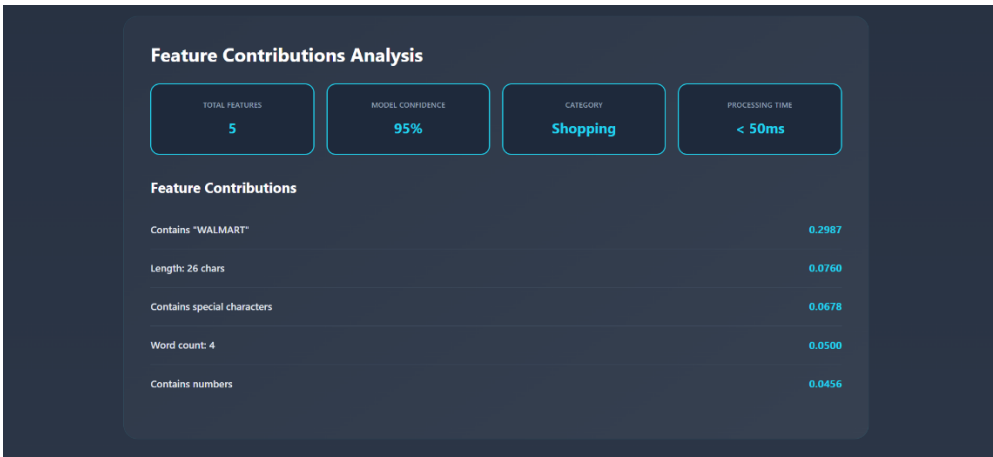 Feature Contributions Analysis
TOTAL FEATURES
5
MODEL CONFIDENCE
95%
CATEGORY
Shopping
PROCESSING TIME
< 50ms
Feature Contributions
Contains "WALMART" 0.2987
Length: 26 chars 0.0760
Contains special characters 0.0678
Word count: 4 0.0500
Contains numbers 0.0456